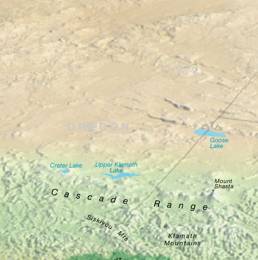 Goose
Lake
Crater Lake
Upper Klamath
Lake
Mount
Shasta
Cascade Range
Siskiyou Mts
Klamath
Mountains